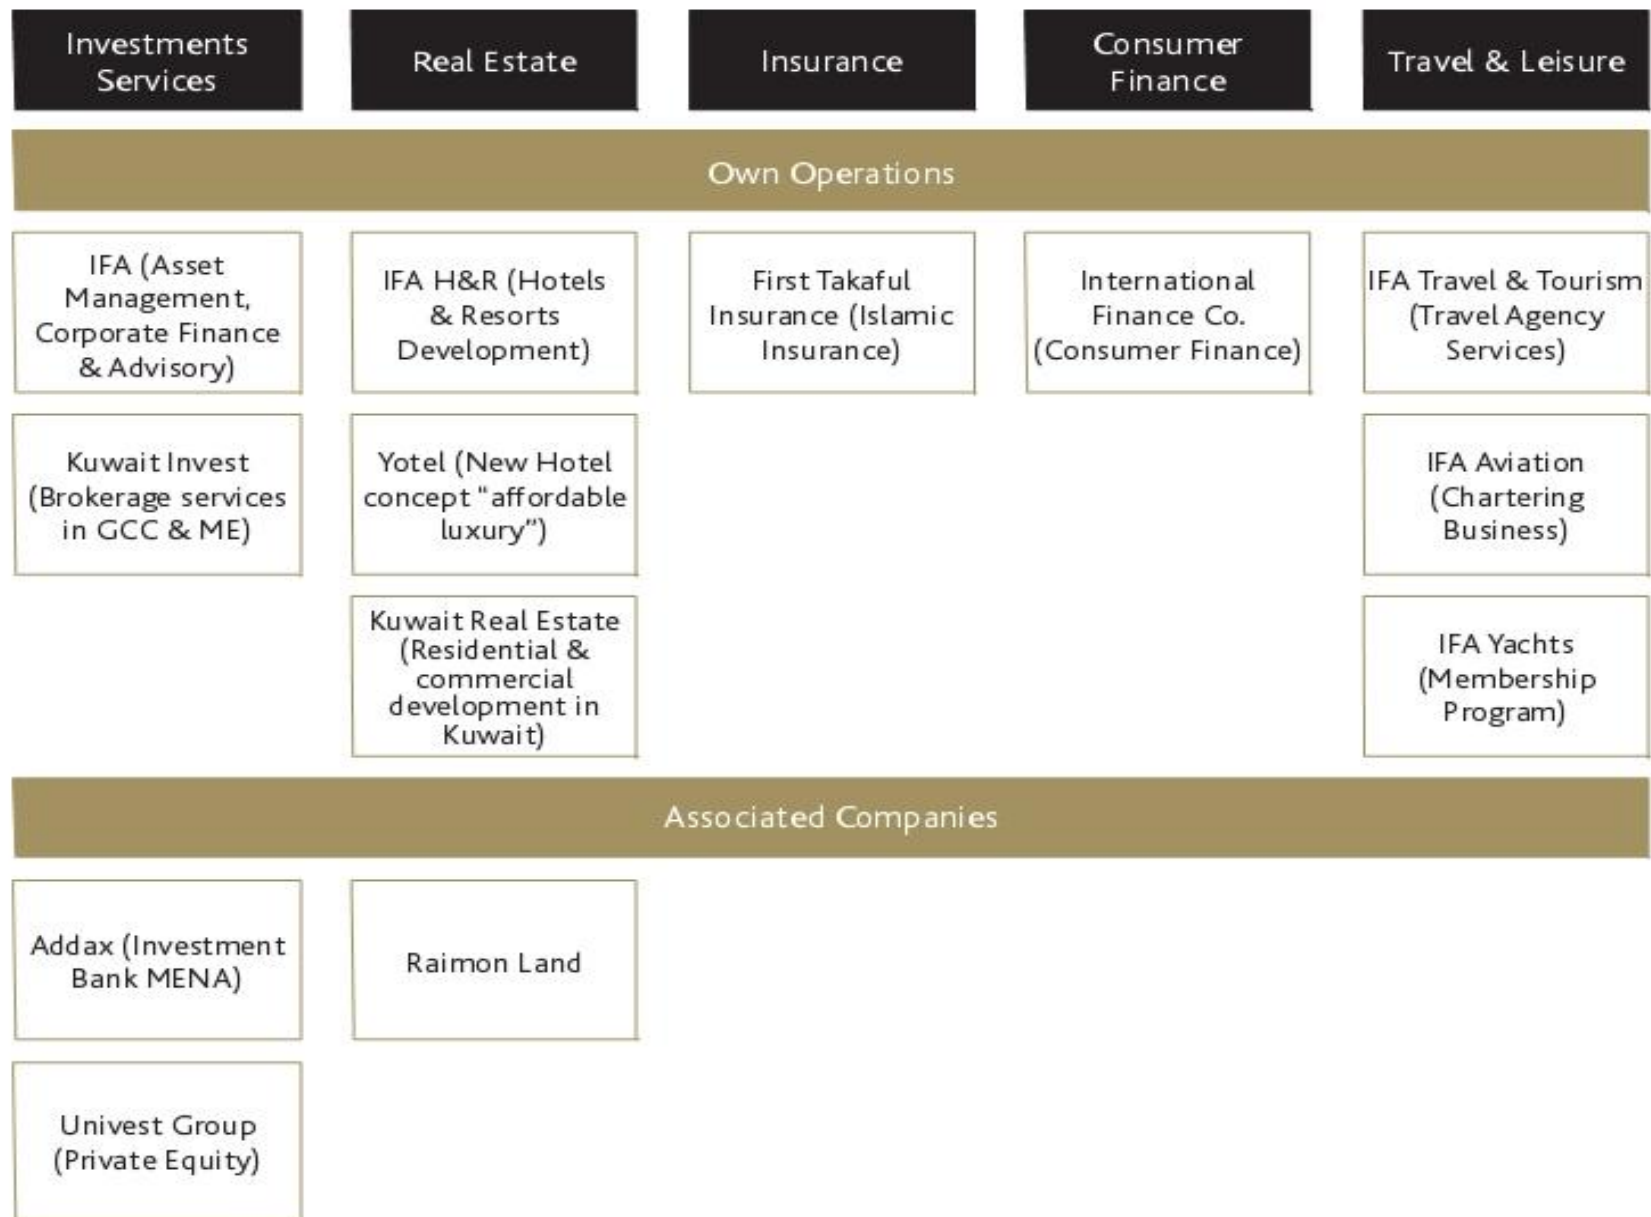 Investments
Services
Real Estate
Insurance
Consumer
Finance
Travel & Leisure
Own Operations
IFA (Asset
Management,
Corporate Finance
& Advisory)
IFA H&R (Hotels
& Resorts
Development)
First Takaful
Insurance (Islamic
Insurance)
International
Finance Co.
(Consumer Finance)
IFA Travel & Tourism
(Travel Agency
Services)
Kuwait Invest
(Brokerage services
in GCC & ME)
Yotel (New Hotel
concept “affordable
luxury”)
IFA Aviation
(Chartering
Business)
Kuwait Real Estate
(Residential &
commercial
development in
Kuwait)
IFA Yachts
(Membership
Program)
Associated Companies
Addax (Investment
Bank MENA)
Raimon Land
Univest Group
(Private Equity)